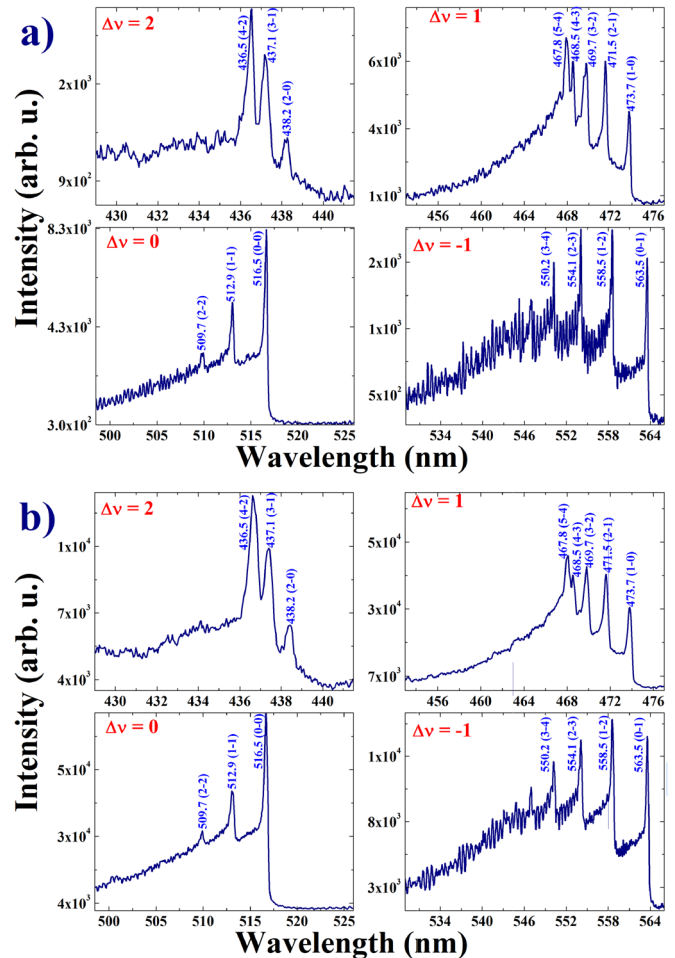 a)
Intensity (arb. u.)
Δν = 2
436.5 (4-2)
437.1 (3-1)
438.2 (2-0)
2x10³
9x10²
430 432 434 436 438 440
Δν = 1
467.8 (5-4)
468.5 (4-3)
469.7 (3-2)
471.5 (2-1)
473.7 (1-0)
6x10³
4x10³
1x10³
452 456 460 464 468 472 476
Δν = 0
509.7 (2-2)
512.9 (1-1)
516.5 (0-0)
8.3x10³
4.3x10³
3.0x10²
500 505 510 515 520 525
Δν = -1
550.2 (3-4)
554.1 (2-3)
558.5 (1-2)
563.5 (0-1)
2x10³
1x10³
5x10²
534 540 546 552 558 564
Wavelength (nm)
b)
Intensity (arb. u.)
Δν = 2
436.5 (4-2)
437.1 (3-1)
438.2 (2-0)
1x10⁴
7x10³
4x10³
430 432 434 436 438 440
Δν = 1
467.8 (5-4)
468.5 (4-3)
469.7 (3-2)
471.5 (2-1)
473.7 (1-0)
5x10⁴
3x10⁴
7x10³
452 456 460 464 468 472 476
Δν = 0
509.7 (2-2)
512.9 (1-1)
516.5 (0-0)
5x10⁴
3x10⁴
4x10³
500 505 510 515 520 525
Δν = -1
550.2 (3-4)
554.1 (2-3)
558.5 (1-2)
563.5 (0-1)
1x10⁴
8x10³
3x10³
534 540 546 552 558 564
Wavelength (nm)